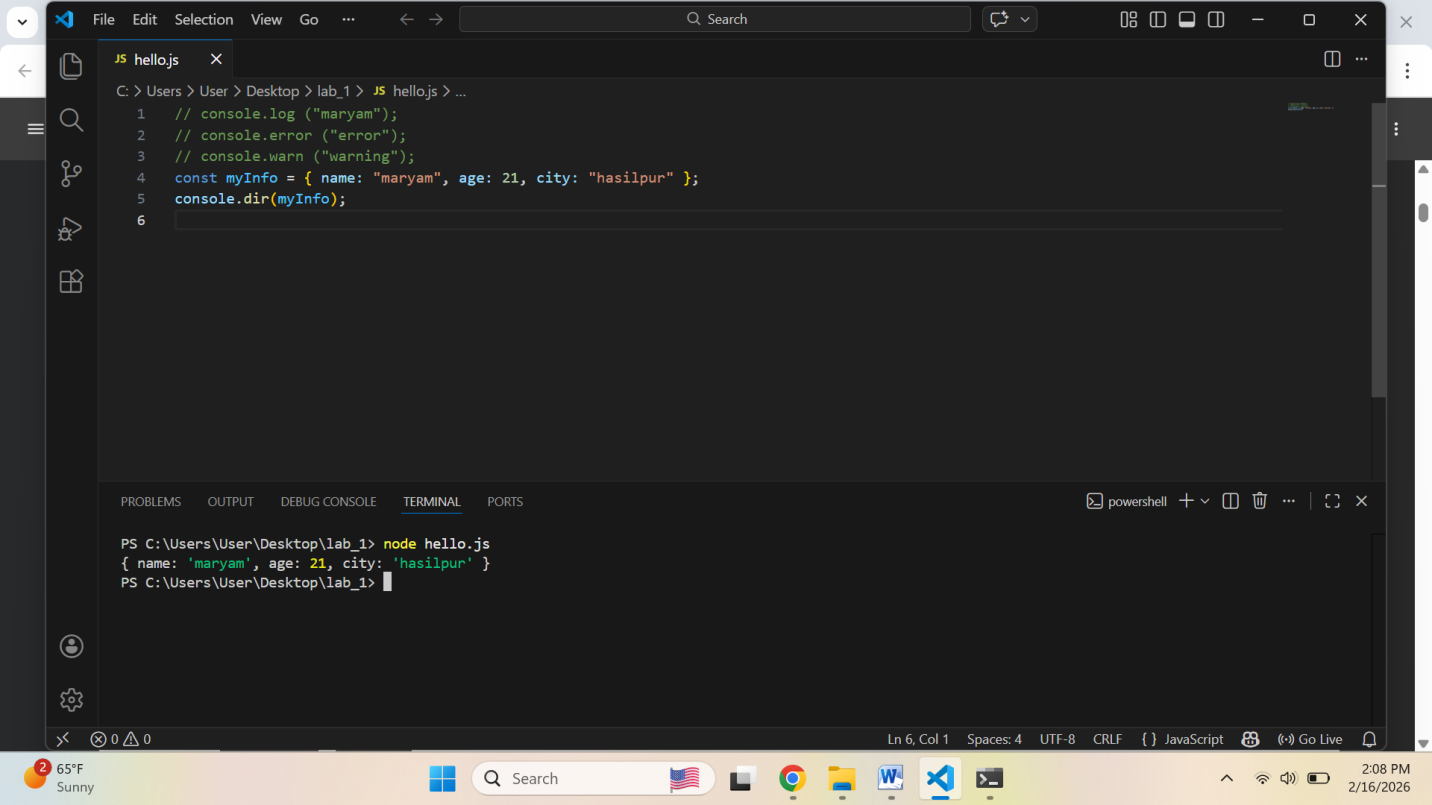 File Edit Selection View Go ··· Search
JS hello.js
C: > Users > User > Desktop > lab_1 > JS hello.js > ...
1 // console.log ("maryam");
2 // console.error ("error");
3 // console.warn ("warning");
4 const myInfo = { name: "maryam", age: 21, city: "hasilpur" };
5 console.dir(myInfo);
6
PROBLEMS OUTPUT DEBUG CONSOLE TERMINAL PORTS powershell
PS C:\Users\User\Desktop\lab_1> node hello.js
{ name: 'maryam', age: 21, city: 'hasilpur' }
PS C:\Users\User\Desktop\lab_1>
0 0 Ln 6, Col 1 Spaces: 4 UTF-8 CRLF { } JavaScript Go Live
2 65°F Search 2:08 PM
Sunny 2/16/2026